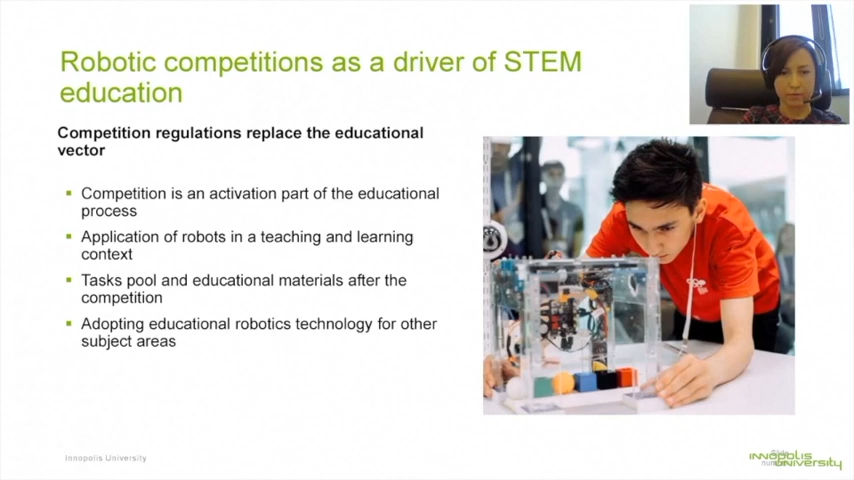 Robotic competitions as a driver of STEM
education
Competition regulations replace the educational
vector
Competition is an activation part of the educational
process
Application of robots in a teaching and learning
context
Tasks pool and educational materials after the
competition
Adopting educational robotics technology for other
subject areas
Innopolis University
INNOPOLIS
UNIVERSITY